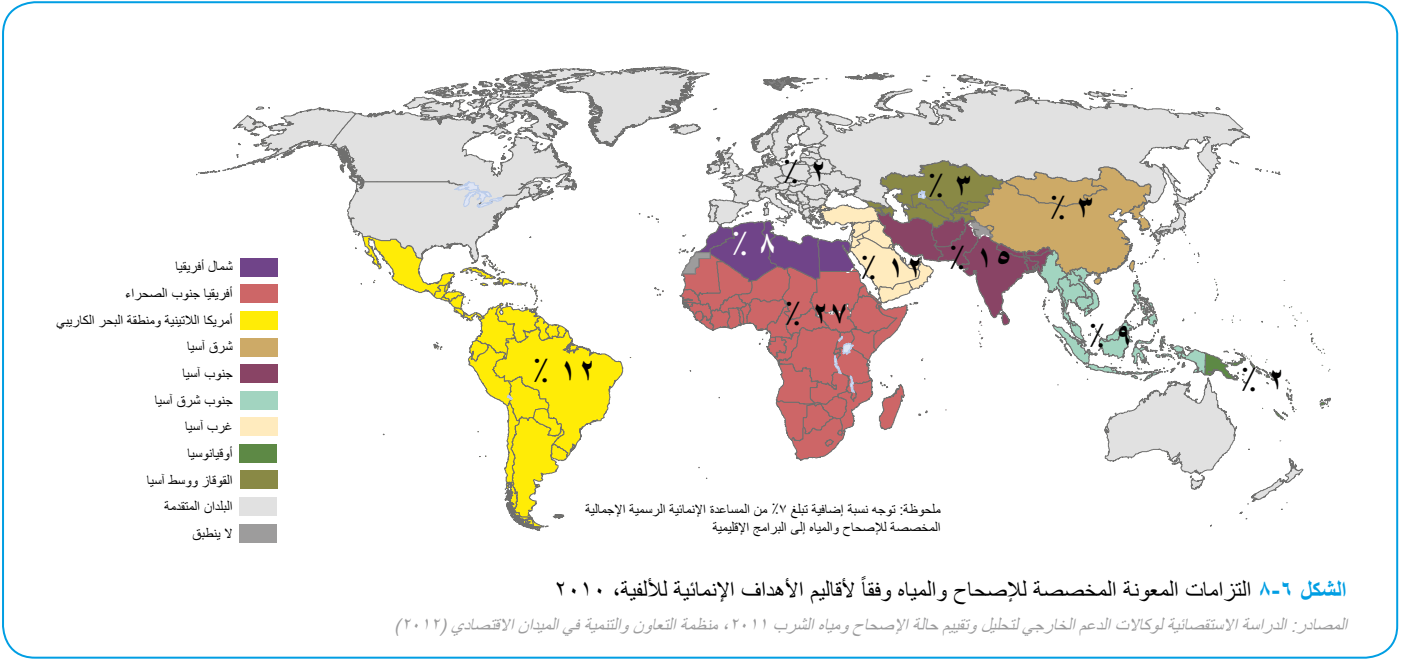 ٢ ٪
٣ ٪
٣ ٪
٨ ٪
١٥ ٪
١٢ ٪
٢٧ ٪
٩ ٪
٢ ٪
١٢ ٪
شمال أفريقيا
أفريقيا جنوب الصحراء
أمريكا اللاتينية ومنطقة البحر الكاريبي
شرق آسيا
جنوب آسيا
جنوب شرق آسيا
غرب آسيا
أوقيانوسيا
القوقاز ووسط آسيا
البلدان المتقدمة
لا ينطبق
ملحوظة: توجه نسبة إضافية تبلغ ٧٪ من المساعدة الإنمائية الرسمية الإجمالية
المخصصة للإصحاح والمياه إلى البرامج الإقليمية
الشكل ٦-٨ التزامات المعونة المخصصة للإصحاح والمياه وفقاً لأقاليم الأهداف الإنمائية للألفية، ٢٠١٠
المصادر: الدراسة الاستقصائية لوكالات الدعم الخارجي لتحليل وتقييم حالة الإصحاح ومياه الشرب ٢٠١١، منظمة التعاون والتنمية في الميدان الاقتصادي (٢٠١٢)